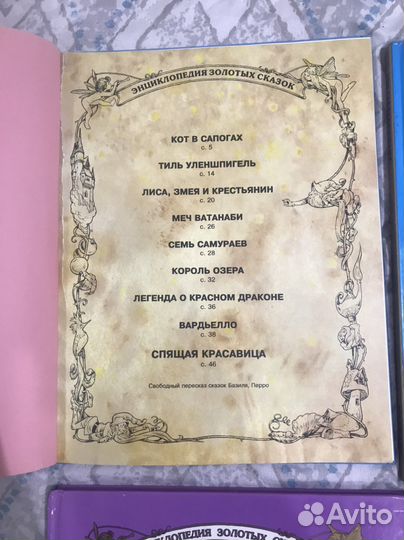 ЭНЦИКЛОПЕДИЯ ЗОЛОТЫХ СКАЗОК
КОТ В САПОГАХ
с. 5
ТИЛЬ УЛЕНШПИГЕЛЬ
с. 14
ЛИСА, ЗМЕЯ И КРЕСТЬЯНИН
с. 20
МЕЧ ВАТАНАБИ
с. 26
СЕМЬ САМУРАЕВ
с. 28
КОРОЛЬ ОЗЕРА
с. 32
ЛЕГЕНДА О КРАСНОМ ДРАКОНЕ
с. 36
ВАРДЬЕЛЛО
с. 38
СПЯЩАЯ КРАСАВИЦА
с. 46
Свободный пересказ сказок Базиля, Перро
ЗОЛОТЫХ
Avito